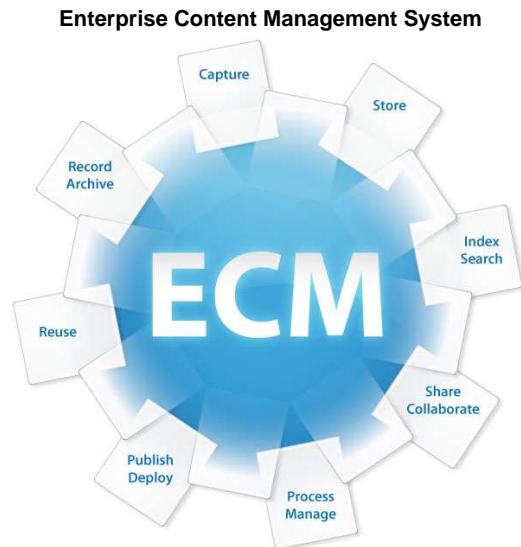 Enterprise Content Management System
Capture
Store
Index
Search
Share
Collaborate
Process
Manage
Publish
Deploy
Reuse
Record
Archive
ECM